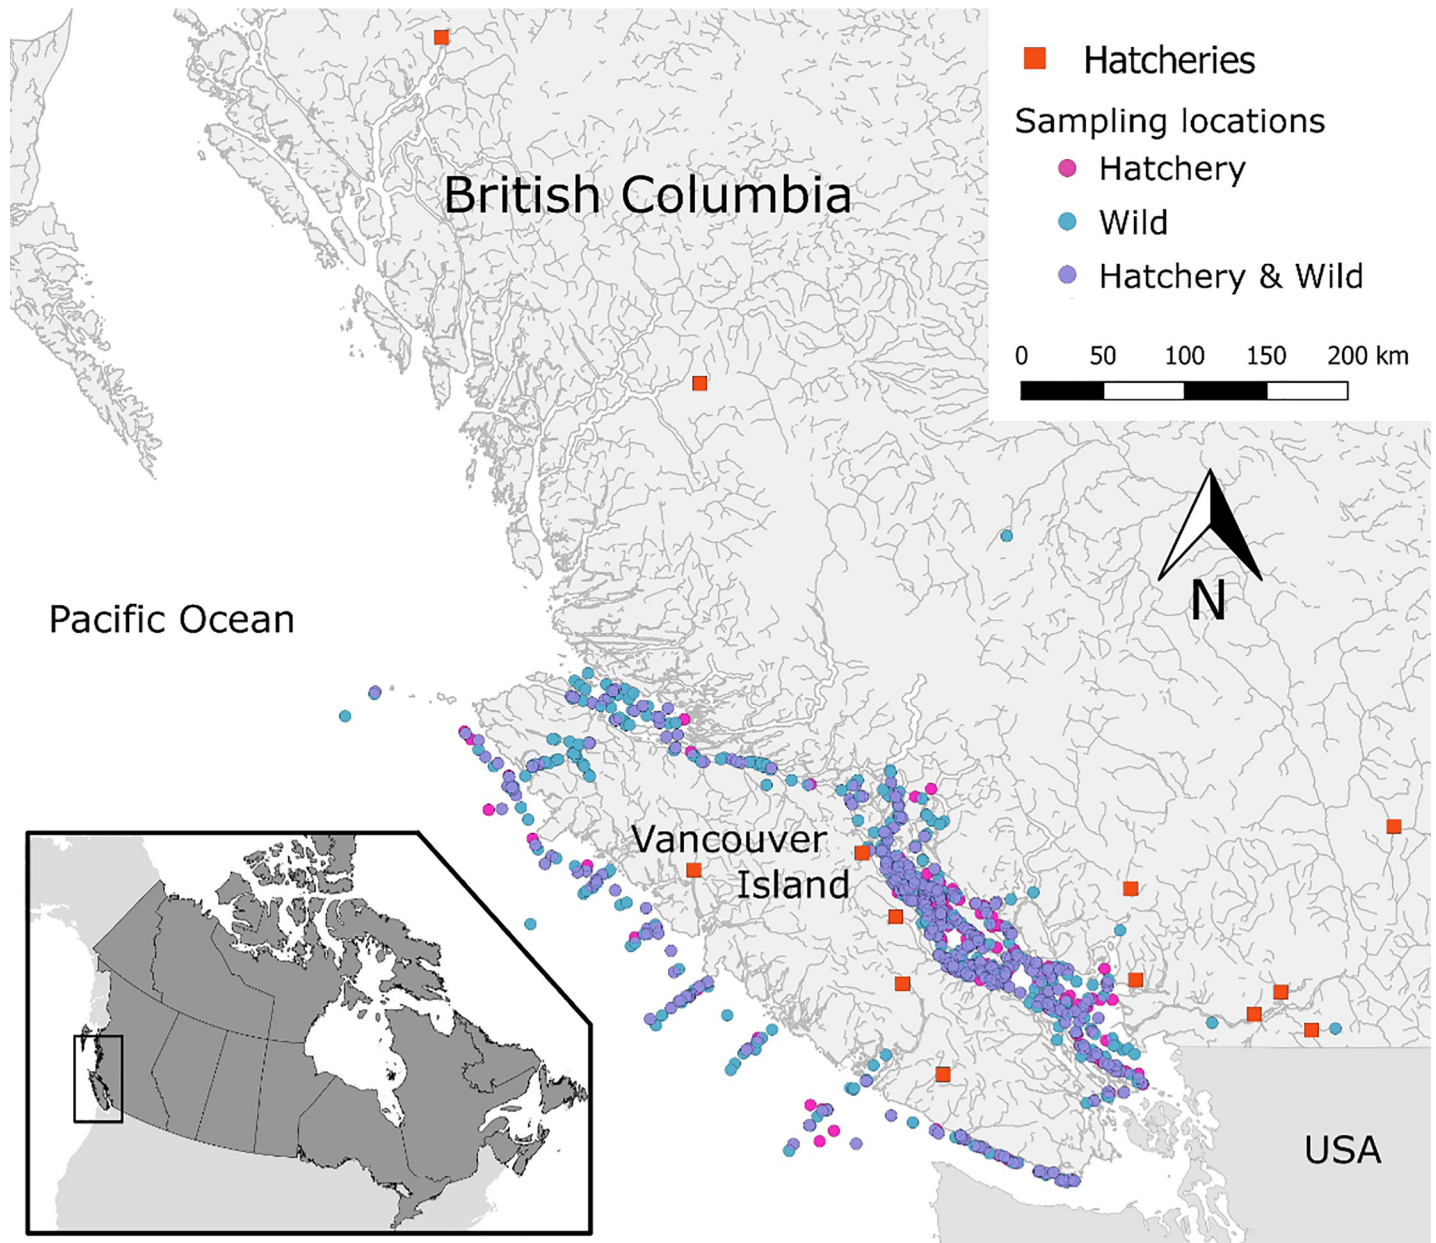 Hatcheries
Sampling locations
Hatchery
Wild
Hatchery & Wild
0 50 100 150 200 km
British Columbia
N
Pacific Ocean
Vancouver
Island
USA